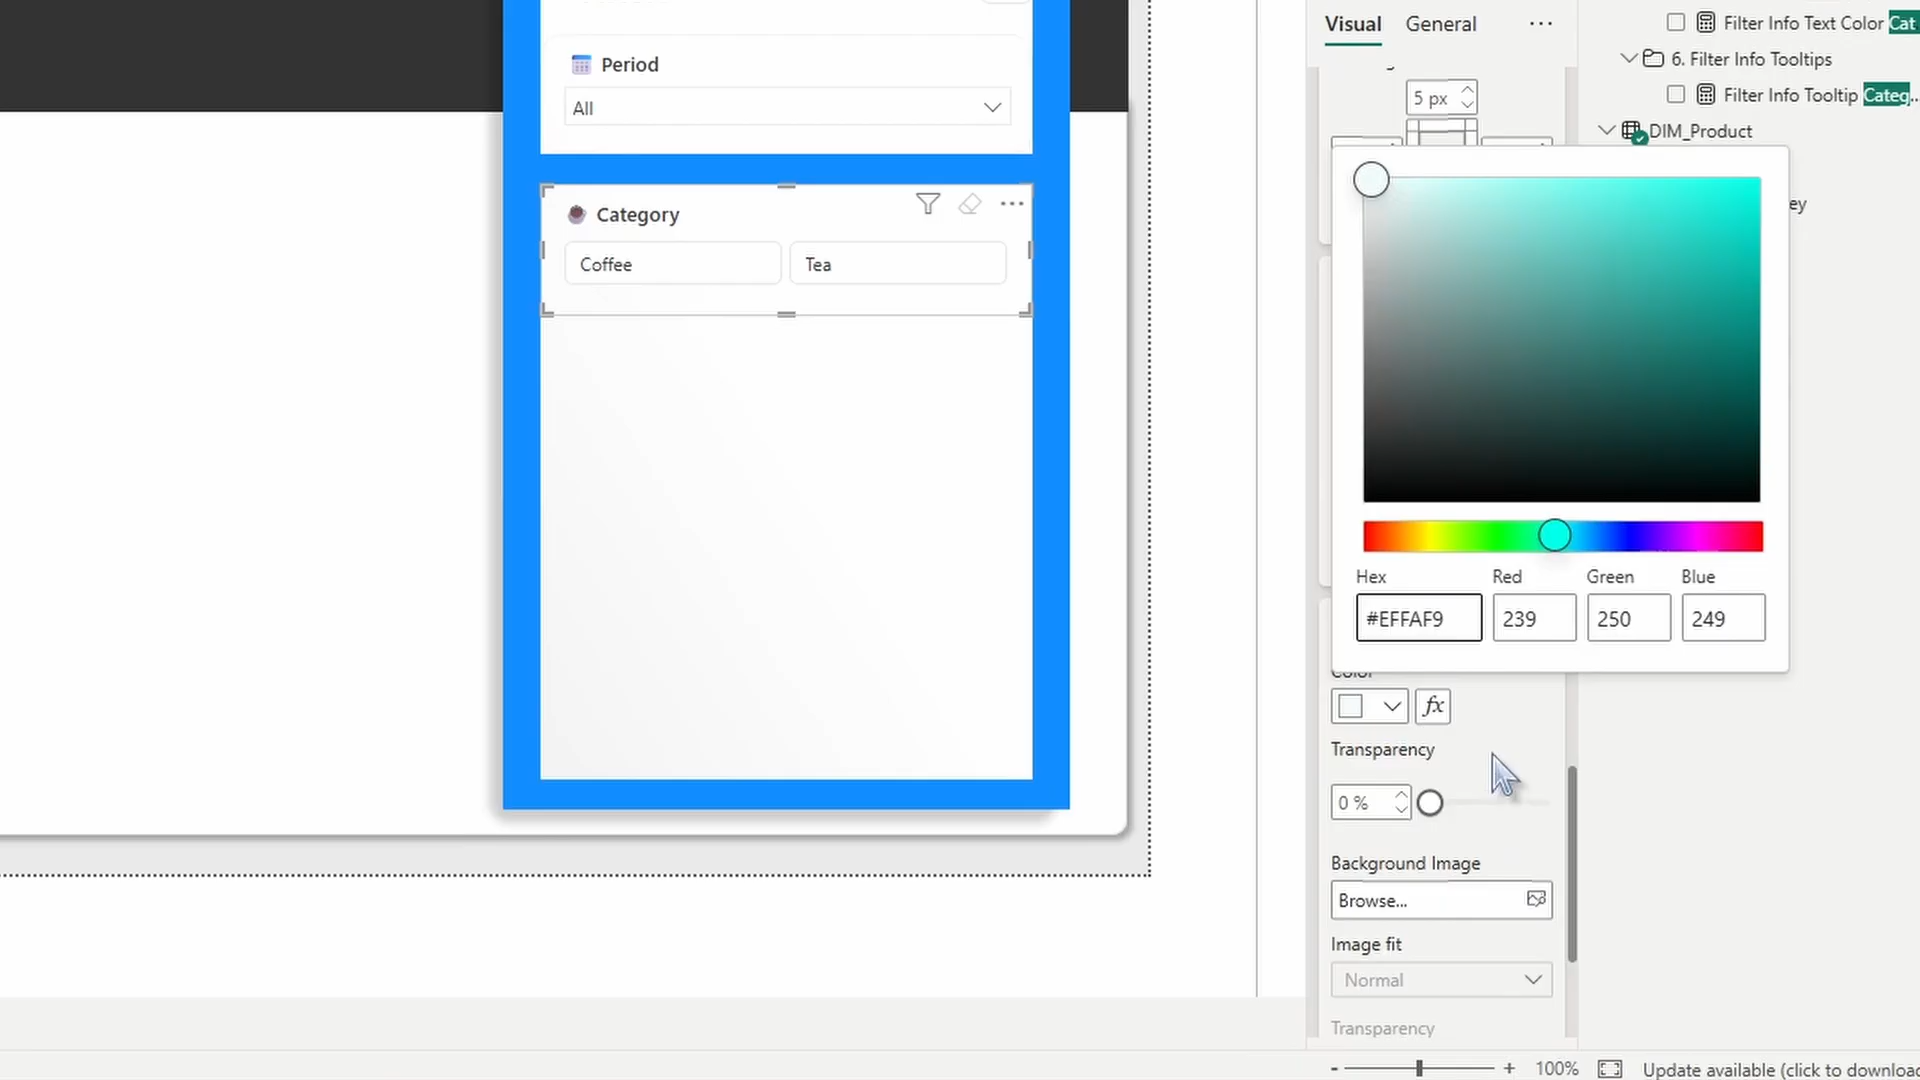 Period
All
Category
Coffee
Tea
Visual
General
5 px
Hex
Red
Green
Blue
#EFFAF9
239
250
249
Color
fx
Transparency
0 %
Background Image
Browse...
Image fit
Normal
Transparency
Filter Info Text Color Cat
6. Filter Info Tooltips
Filter Info Tooltip Categ...
DIM_Product
ey
- + 100%
Update available (click to download